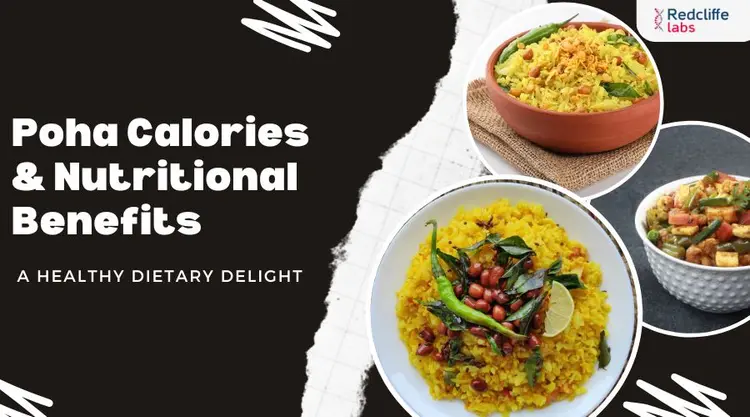 Poha Calories
& Nutritional
Benefits
A HEALTHY DIETARY DELIGHT
Redcliffe
labs